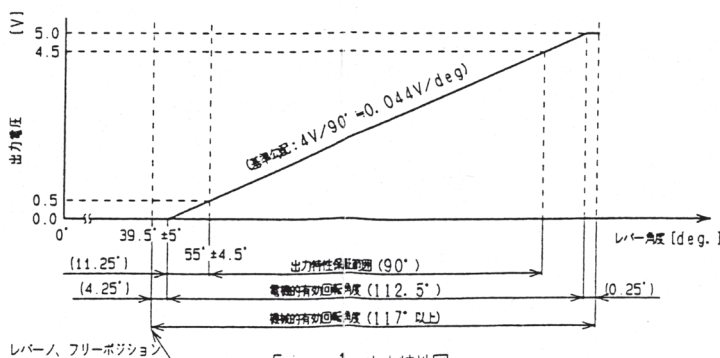 [V]
5.0
4.5
出力電圧
(基準勾配:4V/90°=0.044V/deg)
0.5
0.0
0°
39.5°±5°
55°±4.5°
レバー角度[deg.]
(11.25°)
出力特性保証範囲(90°)
(4.25°)
電機的有効回転角度(112.5°)
(0.25°)
機械的有効回転角度(117°以上)
レバーノ、フリーポジション
1